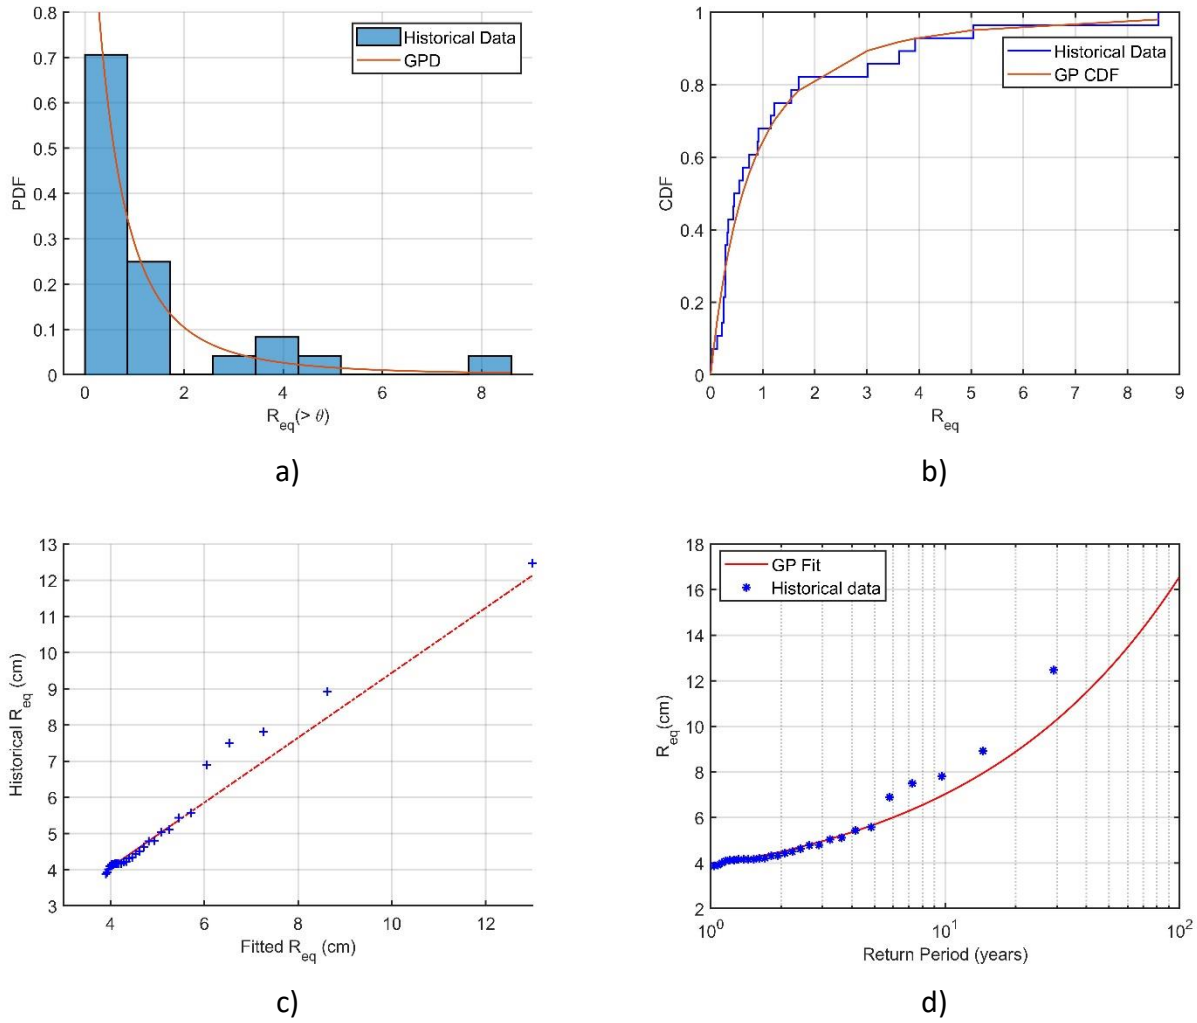 0.8
0.7
0.6
0.5
0.4
0.3
0.2
0.1
0
PDF
Historical Data
GPD
0 2 4 6 8
R_eq(> θ)
a)
1
0.8
0.6
0.4
0.2
0
CDF
Historical Data
GP CDF
0 1 2 3 4 5 6 7 8 9
R_eq
b)
13
12
11
10
9
8
7
6
5
4
3
Historical R_eq (cm)
4 6 8 10 12
Fitted R_eq (cm)
c)
18
16
14
12
10
8
6
4
2
R_eq(cm)
GP Fit
Historical data
10^0 10^1 10^2
Return Period (years)
d)